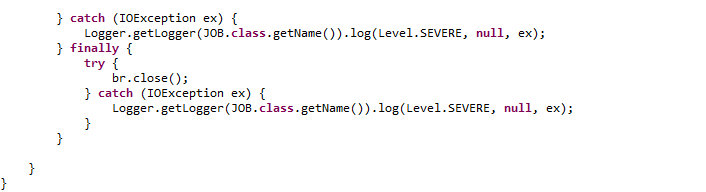 } catch (IOException ex) {
Logger.getLogger(JOB.class.getName()).log(Level.SEVERE, null, ex);
} finally {
try {
br.close();
} catch (IOException ex) {
Logger.getLogger(JOB.class.getName()).log(Level.SEVERE, null, ex);
}
}
}
}